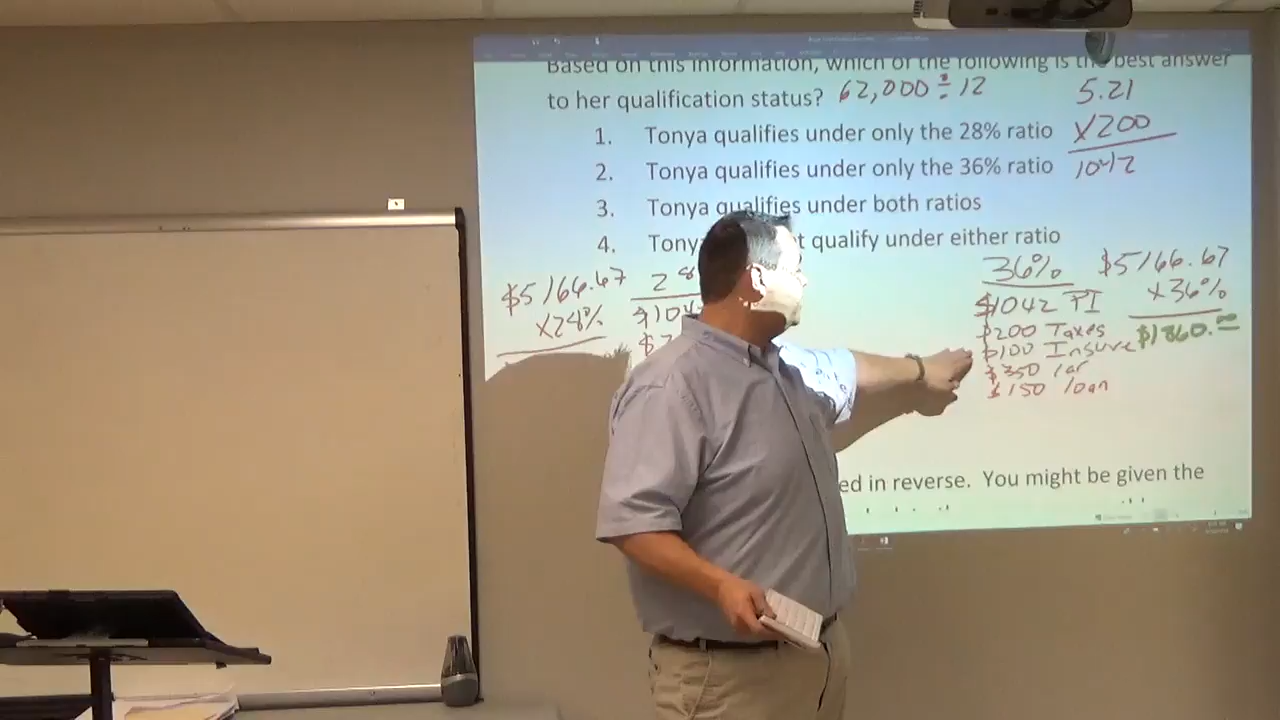 Based on this information, which of the following is the best answer
to her qualification status? 62,000 ÷ 12
5.21
X200
1042
1. Tonya qualifies under only the 28% ratio
2. Tonya qualifies under only the 36% ratio
3. Tonya qualifies under both ratios
4. Tonya qualify under either ratio
$5166.67
X28%
28
$104
$
36%
$1042 PI
$200 Taxes
$100 Insure
$350 car
$150 loan
$5166.67
X36%
$1860.=
ed in reverse. You might be given the